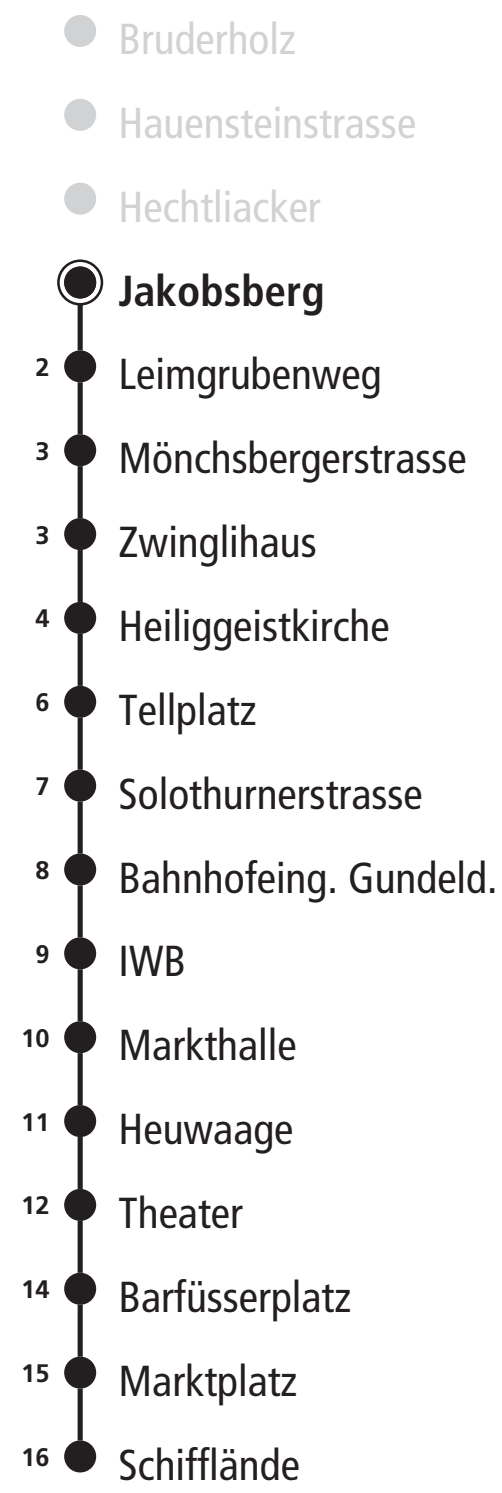 Bruderholz
Hauensteinstrasse
Hechtliacker
Jakobsberg
2 Leimgrubenweg
3 Mönchsbergerstrasse
3 Zwinglihaus
4 Heiliggeistkirche
6 Tellplatz
7 Solothurnerstrasse
8 Bahnhofeing. Gundeld.
9 IWB
10 Markthalle
11 Heuwaage
12 Theater
14 Barfüsserplatz
15 Marktplatz
16 Schifflände